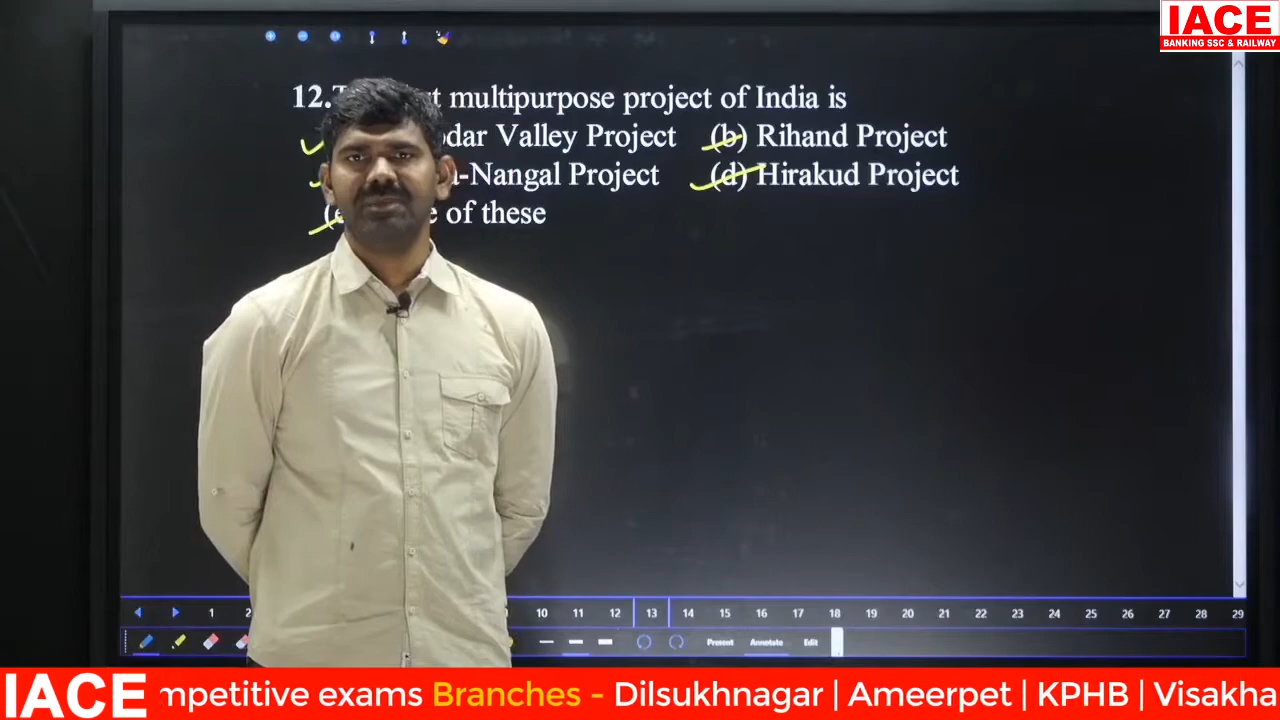 IACE
BANKING SSC & RAILWAY
12. multipurpose project of India is
Valley Project (b) Rihand Project
-Nangal Project (d) Hirakud Project
of these
1 10 11 12 13 14 15 16 17 18 19 20 21 22 23 24 25 26 27 28 29
Present Annotate Edit
IACE mpetitive exams Branches - Dilsukhnagar | Ameerpet | KPHB | Visakha